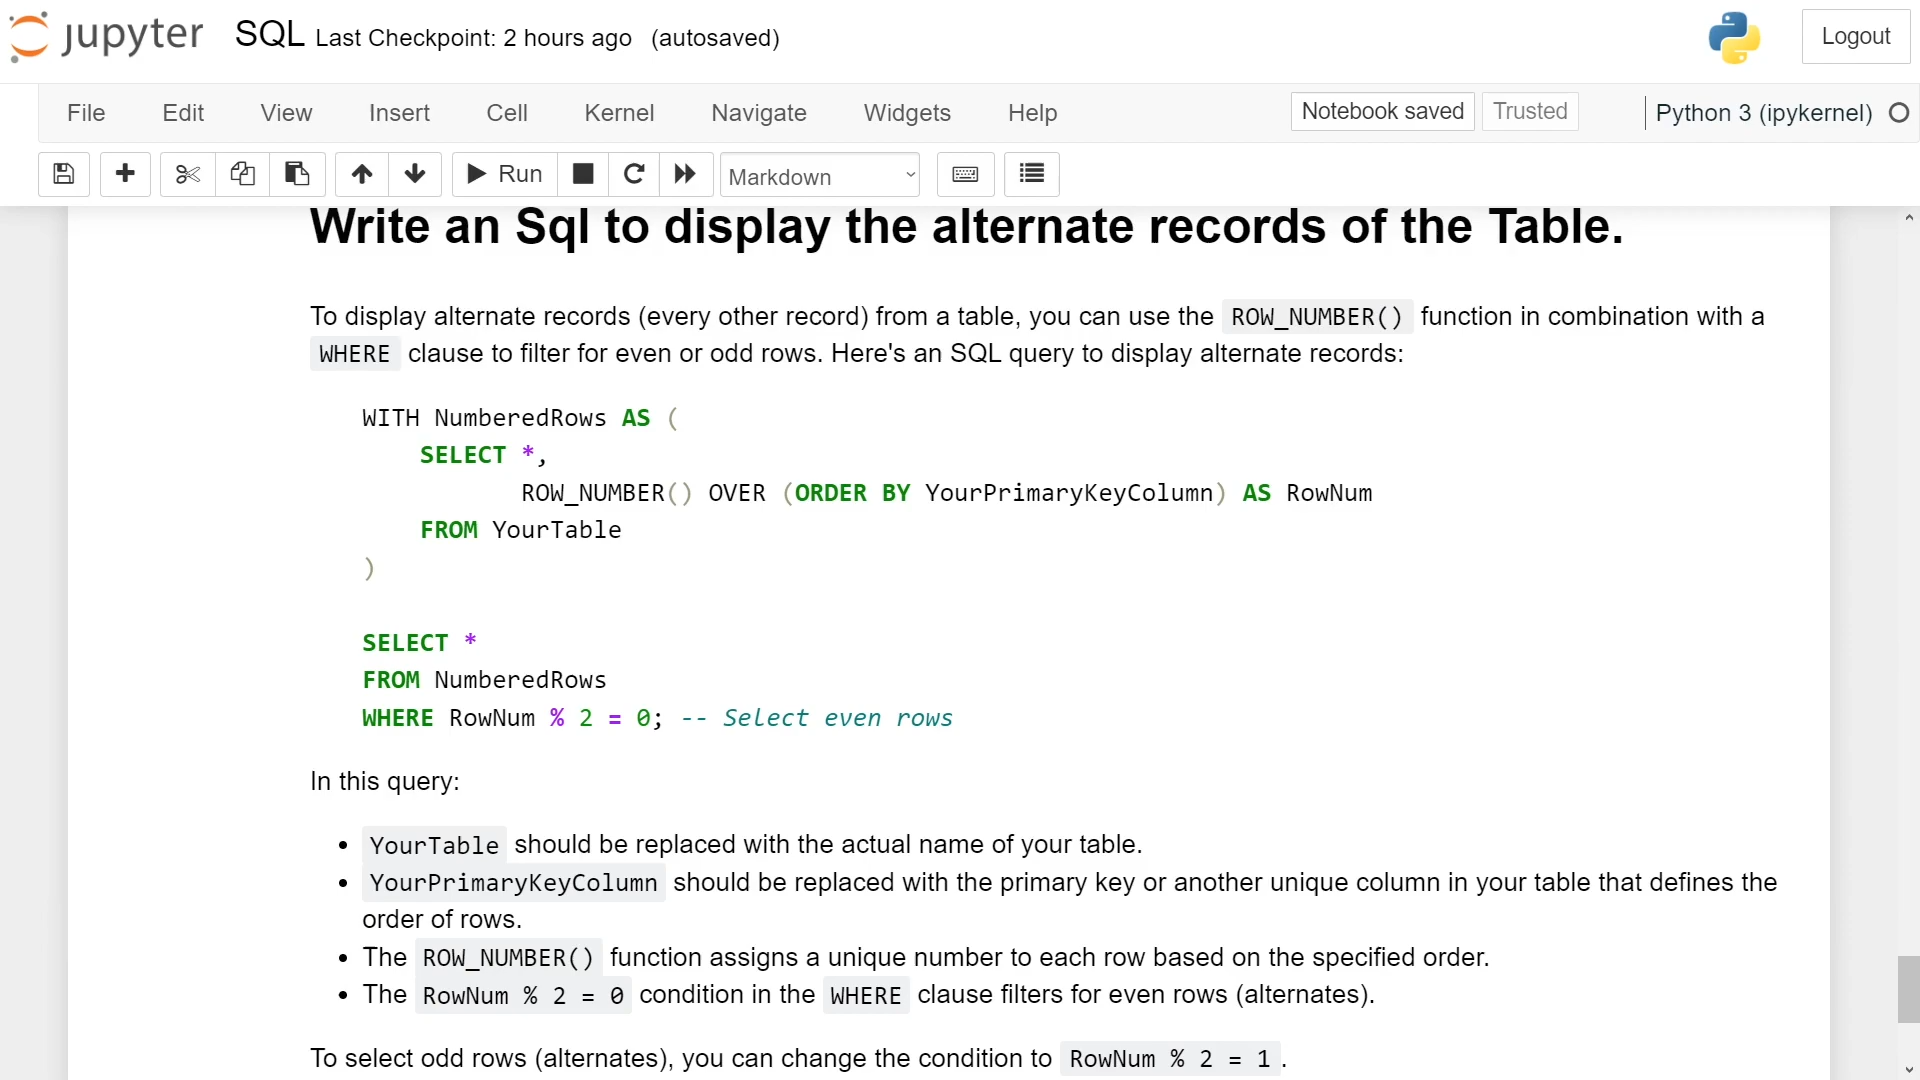 jupyter SQL Last Checkpoint: 2 hours ago (autosaved) Logout
File Edit View Insert Cell Kernel Navigate Widgets Help Notebook saved Trusted Python 3 (ipykernel)
Run Markdown
Write an Sql to display the alternate records of the Table.
To display alternate records (every other record) from a table, you can use the ROW_NUMBER() function in combination with a
WHERE clause to filter for even or odd rows. Here's an SQL query to display alternate records:
WITH NumberedRows AS (
    SELECT *,
           ROW_NUMBER() OVER (ORDER BY YourPrimaryKeyColumn) AS RowNum
    FROM YourTable
)
SELECT *
FROM NumberedRows
WHERE RowNum % 2 = 0; -- Select even rows
In this query:
• YourTable should be replaced with the actual name of your table.
• YourPrimaryKeyColumn should be replaced with the primary key or another unique column in your table that defines the
order of rows.
• The ROW_NUMBER() function assigns a unique number to each row based on the specified order.
• The RowNum % 2 = 0 condition in the WHERE clause filters for even rows (alternates).
To select odd rows (alternates), you can change the condition to RowNum % 2 = 1.